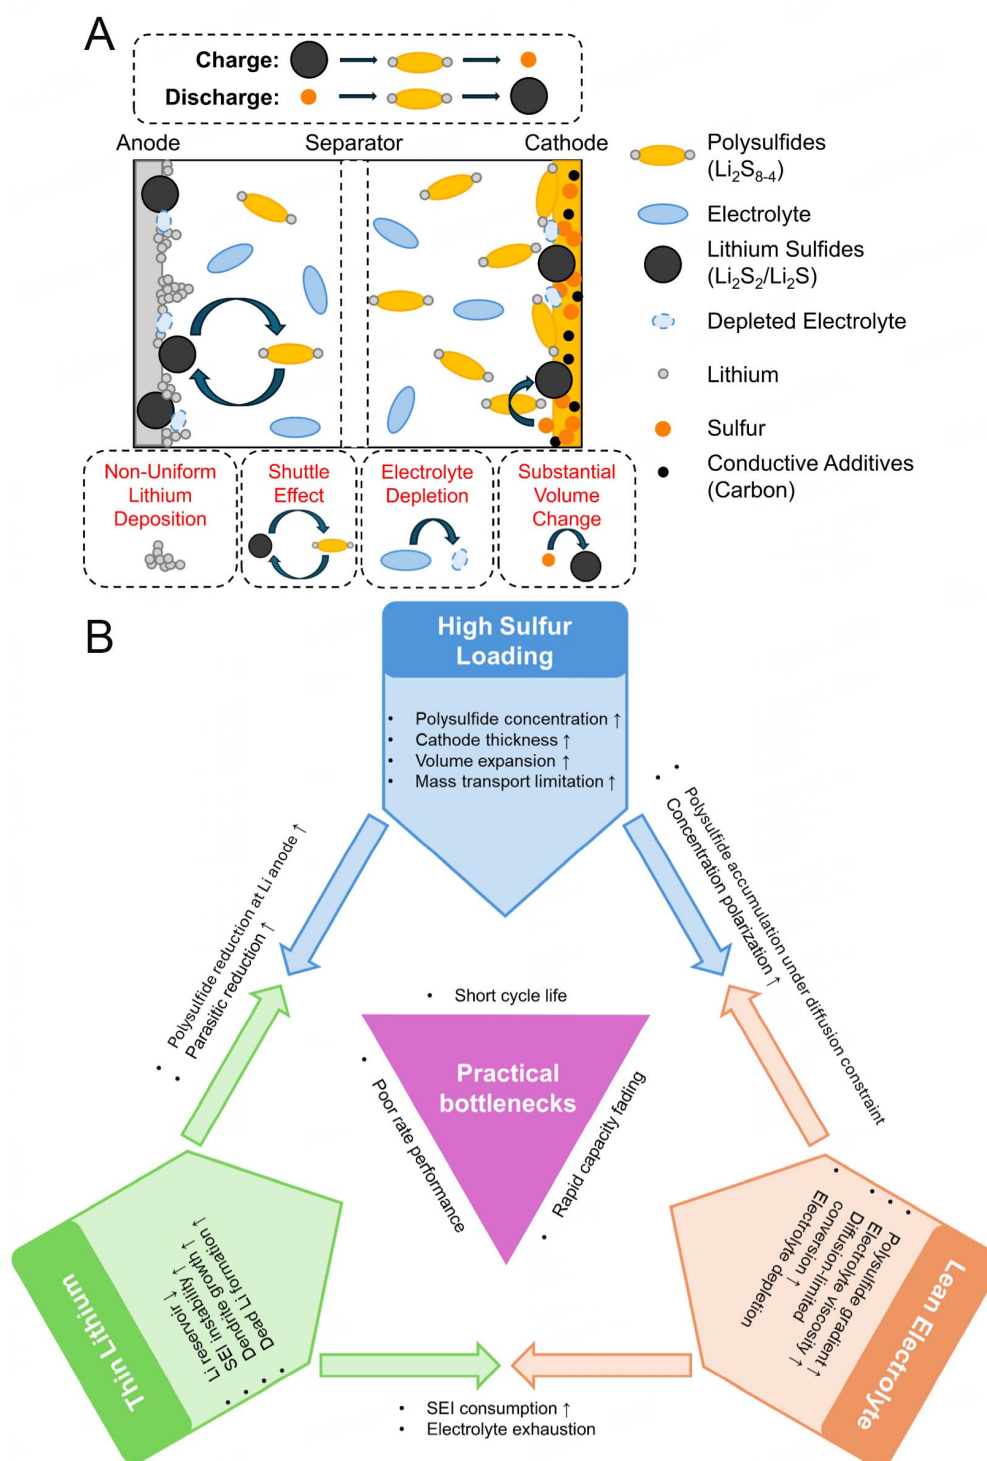 A
Charge:
Discharge:
Anode
Separator
Cathode
Polysulfides
(Li₂S₈₋₄)
Electrolyte
Lithium Sulfides
(Li₂S₂/Li₂S)
Depleted Electrolyte
Lithium
Sulfur
Conductive Additives
(Carbon)
Non-Uniform
Lithium
Deposition
Shuttle
Effect
Electrolyte
Depletion
Substantial
Volume
Change
B
High Sulfur
Loading
• Polysulfide concentration ↑
• Cathode thickness ↑
• Volume expansion ↑
• Mass transport limitation ↑
• Polysulfide reduction at Li anode ↑
• Parasitic reduction ↑
• Polysulfide accumulation under diffusion constraint
• Concentration polarization ↑
• Short cycle life
Practical
bottlenecks
• Poor rate performance
• Rapid capacity fading
Thin Lithium
• Li reservoir ↓
• SEI instability ↑
• Dendrite growth ↑
• Dead Li formation ↑
Lean Electrolyte
• Polysulfide gradient ↑
• Electrolyte viscosity ↑
• Diffusion-limited
conversion ↑
• Electrolyte depletion
• SEI consumption ↑
• Electrolyte exhaustion